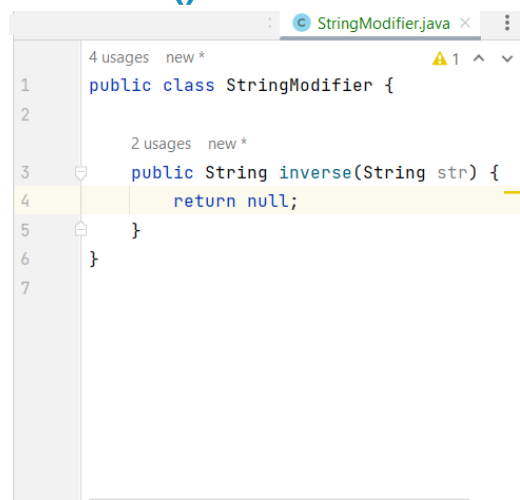 StringModifier.java
4 usages new *
1
1 public class StringModifier {
2
2 usages new *
3 public String inverse(String str) {
4 return null;
5 }
6 }
7